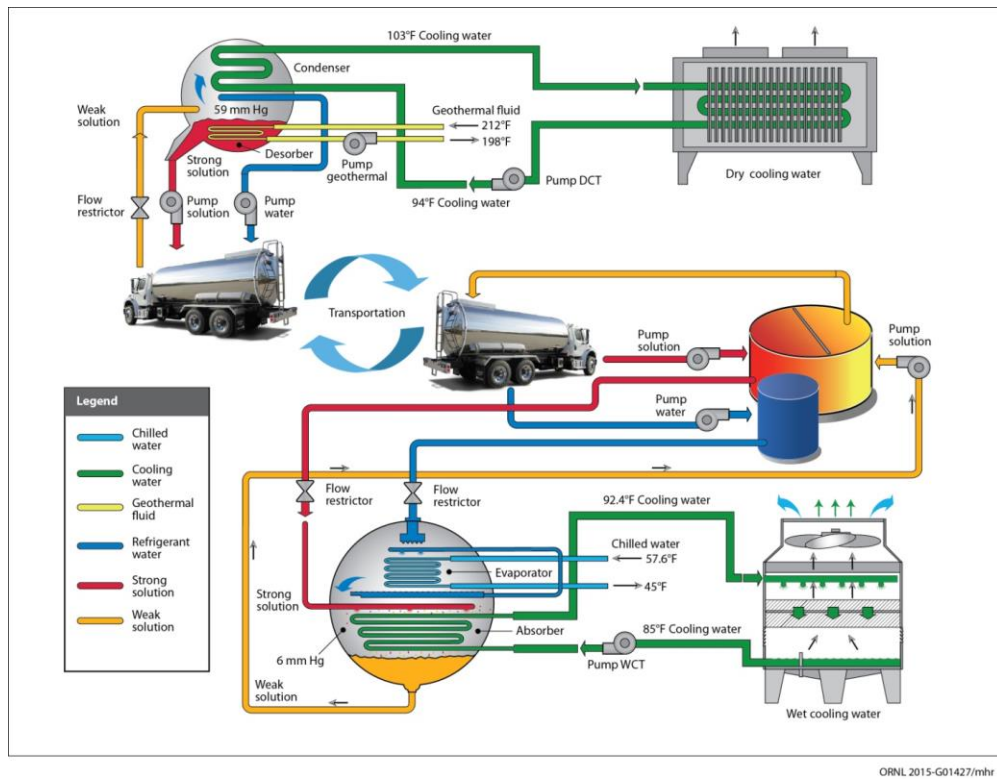 103°F Cooling water
Condenser
Weak
solution
59 mm Hg
Geothermal fluid
212°F
198°F
Desorber
Strong
solution
Pump
geothermal
Pump DCT
Dry cooling water
94°F Cooling water
Flow
restrictor
Pump
solution
Pump
water
Transportation
Pump
solution
Pump
solution
Pump
water
Legend
Chilled
water
Cooling
water
Geothermal
fluid
Refrigerant
water
Strong
solution
Weak
solution
Flow
restrictor
Flow
restrictor
92.4°F Cooling water
Chilled water
57.6°F
Evaporator
45°F
Strong
solution
Absorber
85°F Cooling water
6 mm Hg
Pump WCT
Weak
solution
Wet cooling water
ORNL 2015-G01427/mhr